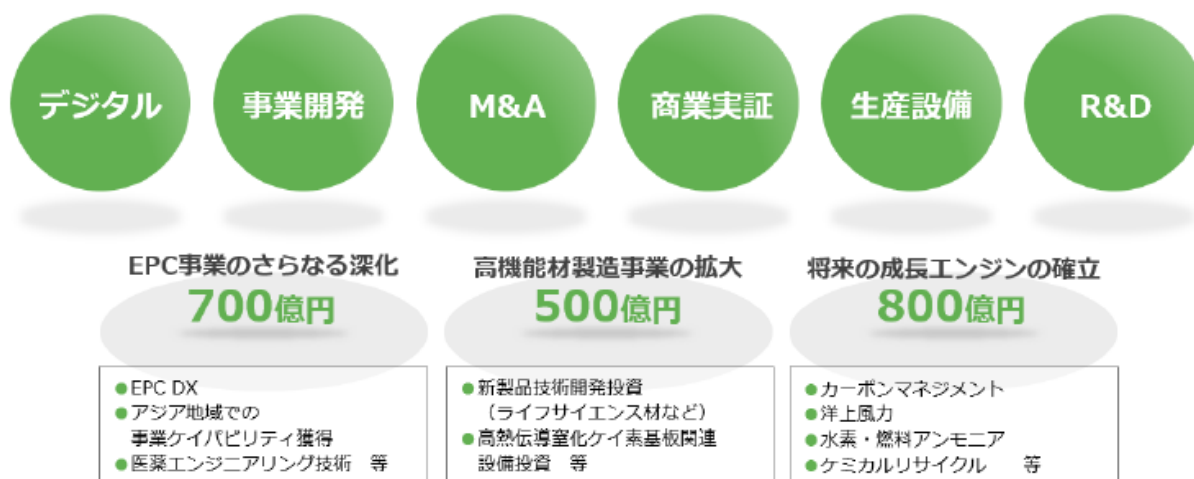 デジタル
事業開発
M&A
商業実証
生産設備
R&D
EPC事業のさらなる深化
700億円
●EPC DX
●アジア地域での
事業ケイパビリティ獲得
●医薬エンジニアリング技術　等
高機能材製造事業の拡大
500億円
●新製品技術開発投資
（ライフサイエンス材など）
●高熱伝導窒化ケイ素基板関連
設備投資　等
将来の成長エンジンの確立
800億円
●カーボンマネジメント
●洋上風力
●水素・燃料アンモニア
●ケミカルリサイクル　　等